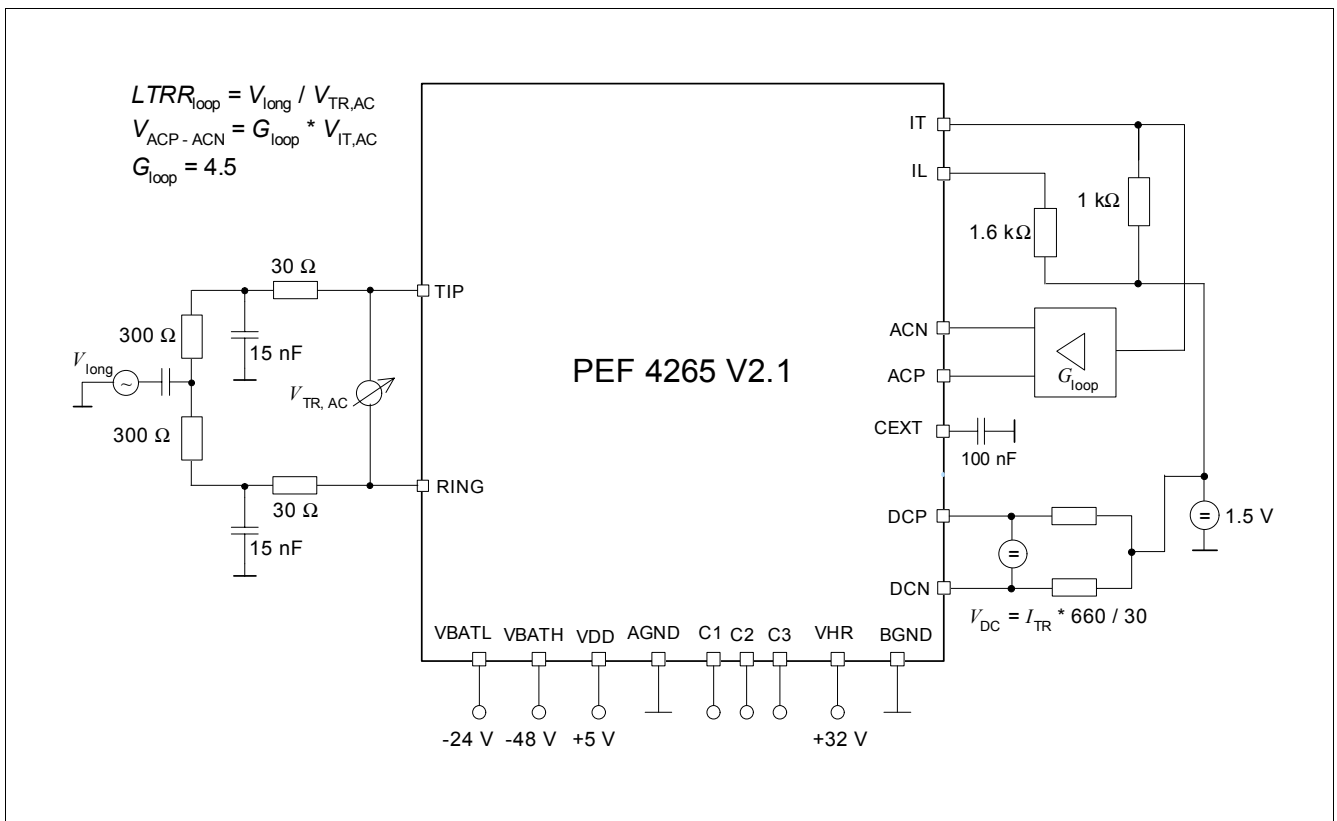 LTRRloop = Vlong / VTR,AC
VACP - ACN = Gloop * VIT,AC
Gloop = 4.5
IT
IL
1 kΩ
1.6 kΩ
30 Ω
TIP
300 Ω
15 nF
Vlong
~
VTR, AC
PEF 4265 V2.1
ACN
ACP
Gloop
300 Ω
CEXT
100 nF
RING
30 Ω
15 nF
DCP
=
=
1.5 V
DCN
VDC = ITR * 660 / 30
VBATL VBATH VDD AGND C1 C2 C3 VHR BGND
-24 V -48 V +5 V +32 V